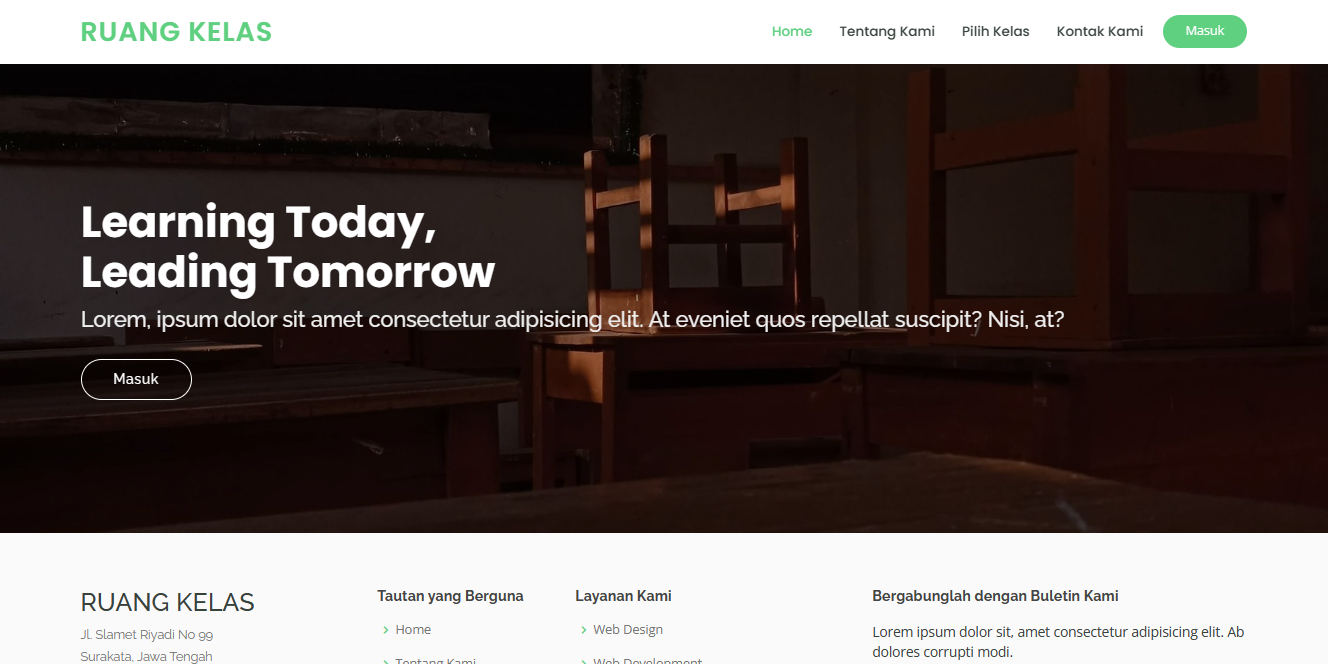 RUANG KELAS
Home
Tentang Kami
Pilih Kelas
Kontak Kami
Masuk
Learning Today,
Leading Tomorrow
Lorem, ipsum dolor sit amet consectetur adipisicing elit. At eveniet quos repellat suscipit? Nisi, at?
Masuk
RUANG KELAS
Jl. Slamet Riyadi No 99
Surakata, Jawa Tengah
Tautan yang Berguna
Home
Tentang Kami
Layanan Kami
Web Design
Web Development
Bergabunglah dengan Buletin Kami
Lorem ipsum dolor sit, amet consectetur adipisicing elit. Ab
dolores corrupti modi.